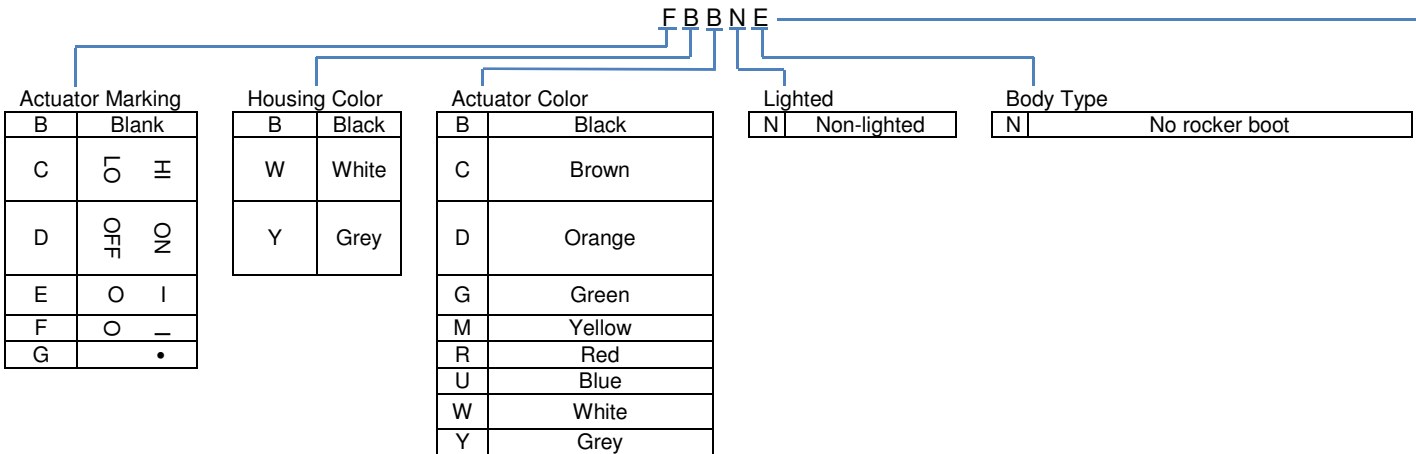 F B B N E
Actuator Marking
B Blank
C LO HI
D OFF ON
E O I
F O I
G •
Housing Color
B Black
W White
Y Grey
Actuator Color
B Black
C Brown
D Orange
G Green
M Yellow
R Red
U Blue
W White
Y Grey
Lighted
N Non-lighted
Body Type
N No rocker boot